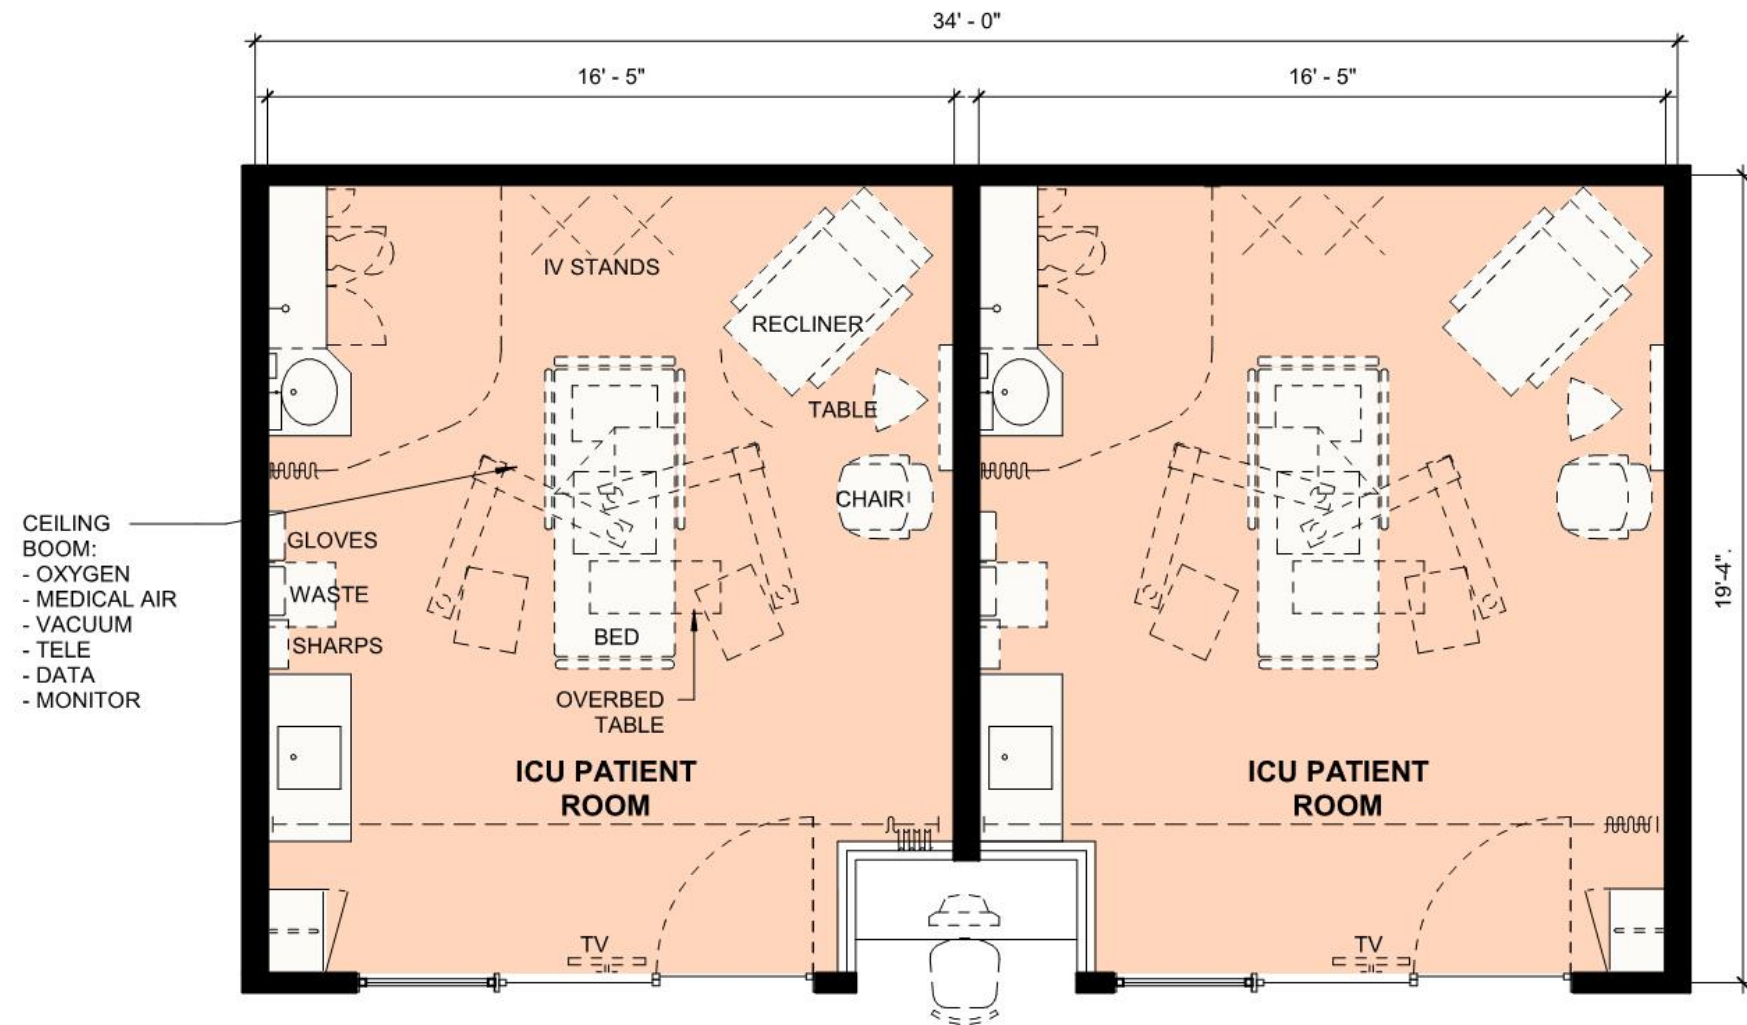 34' - 0"
16' - 5"
16' - 5"
IV STANDS
RECLINER
TABLE
CHAIR
CEILING
BOOM:
- OXYGEN
- MEDICAL AIR
- VACUUM
- TELE
- DATA
- MONITOR
GLOVES
WASTE
SHARPS
BED
OVERBED
TABLE
19'-4".
ICU PATIENT
ROOM
ICU PATIENT
ROOM
TV
TV